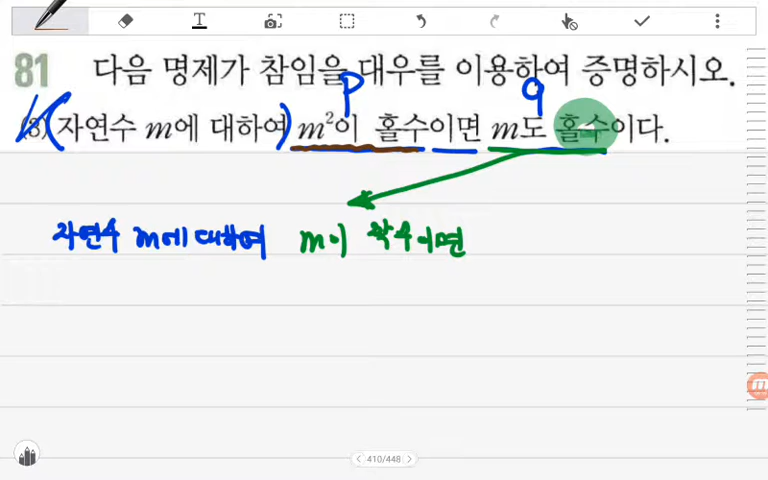 81 다음 명제가 참임을 대우를 이용하여 증명하시오.
p q
(3) (자연수 m에 대하여) m²이 홀수이면 m도 홀수이다.
자연수 m에 대하여 m이 짝수이면
410/448